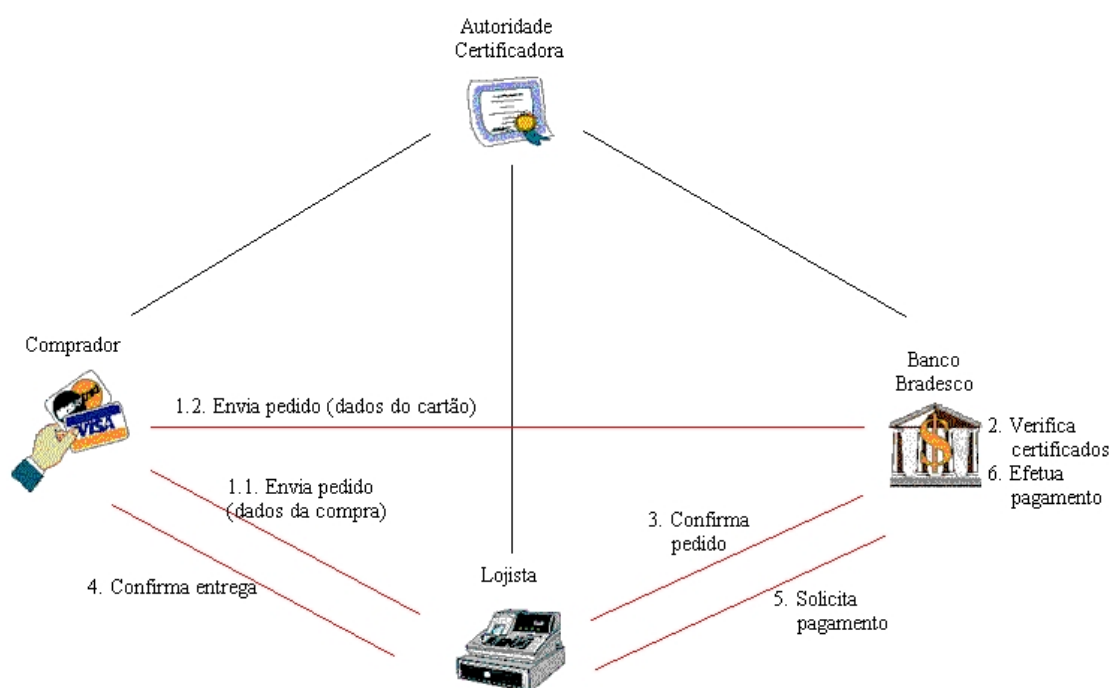 Autoridade
Certificadora
Comprador
Banco
Bradesco
1.2. Envia pedido (dados do cartão)
VISA
2. Verifica
certificados
6. Efetua
pagamento
1.1. Envia pedido
(dados da compra)
3. Confirma
pedido
4. Confirma entrega
Lojista
5. Solicita
pagamento